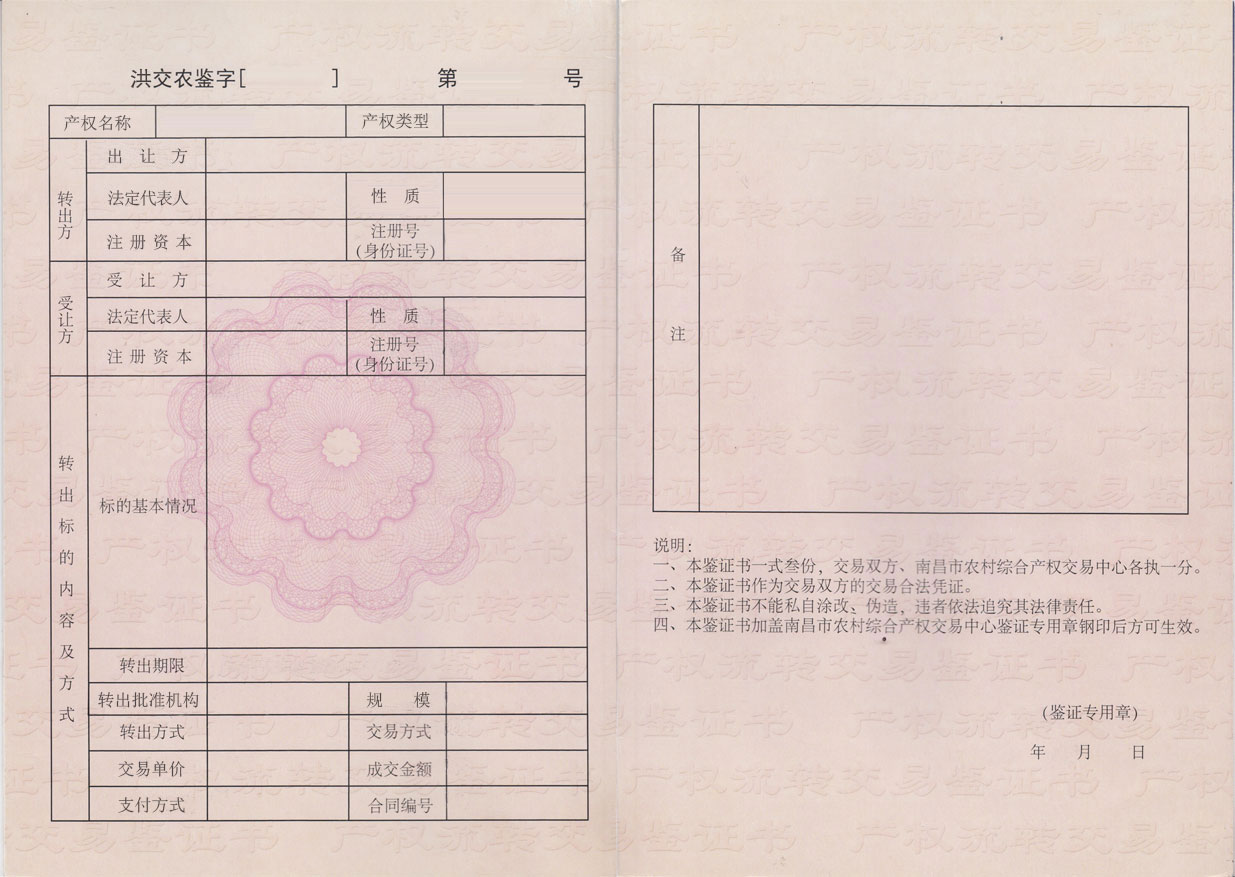 洪交农鉴字[ ] 第 号
产权名称 产权类型
转出方
出让方
法定代表人 性质
注册资本 注册号(身份证号)
受让方
受让方
法定代表人 性质
注册资本 注册号(身份证号)
转出标的内容及方式
标的基本情况
转出期限
转出批准机构 规模
转出方式 交易方式
交易单价 成交金额
支付方式 合同编号
备注
说明：
一、本鉴证书一式叁份，交易双方、南昌市农村综合产权交易中心各执一分。
二、本鉴证书作为交易双方的交易合法凭证。
三、本鉴证书不能私自涂改、伪造，违者依法追究其法律责任。
四、本鉴证书加盖南昌市农村综合产权交易中心鉴证专用章钢印后方可生效。
(鉴证专用章)
年 月 日
产权流转交易鉴证书